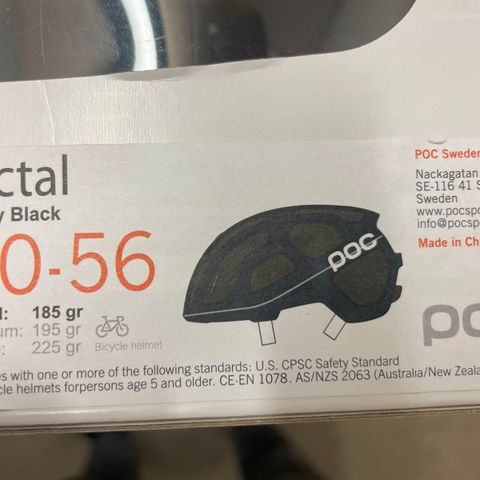 ctal
y Black
0-56
l: 185 gr
um: 195 gr
e: 225 gr
Bicycle helmet
poc
POC Sweden
Nackagatan
SE-116 41 S
Sweden
www.pocspo
info@pocsp
Made in Ch
po
es with one or more of the following standards: U.S. CPSC Safety Standard
cle helmets forpersons age 5 and older. CE-EN 1078. AS/NZS 2063 (Australia/New Zeala